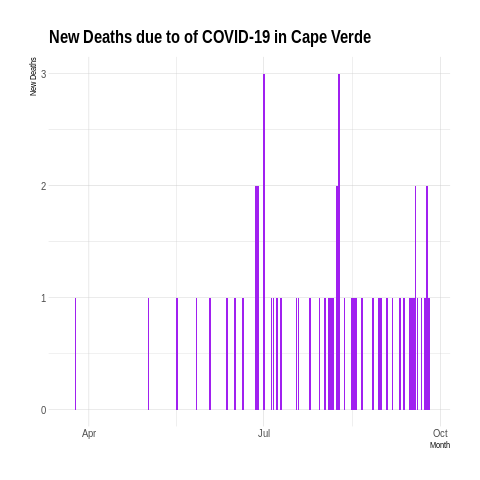 New Deaths due to of COVID-19 in Cape Verde
New Deaths
3
2
1
0
Apr
Jul
Oct
Month